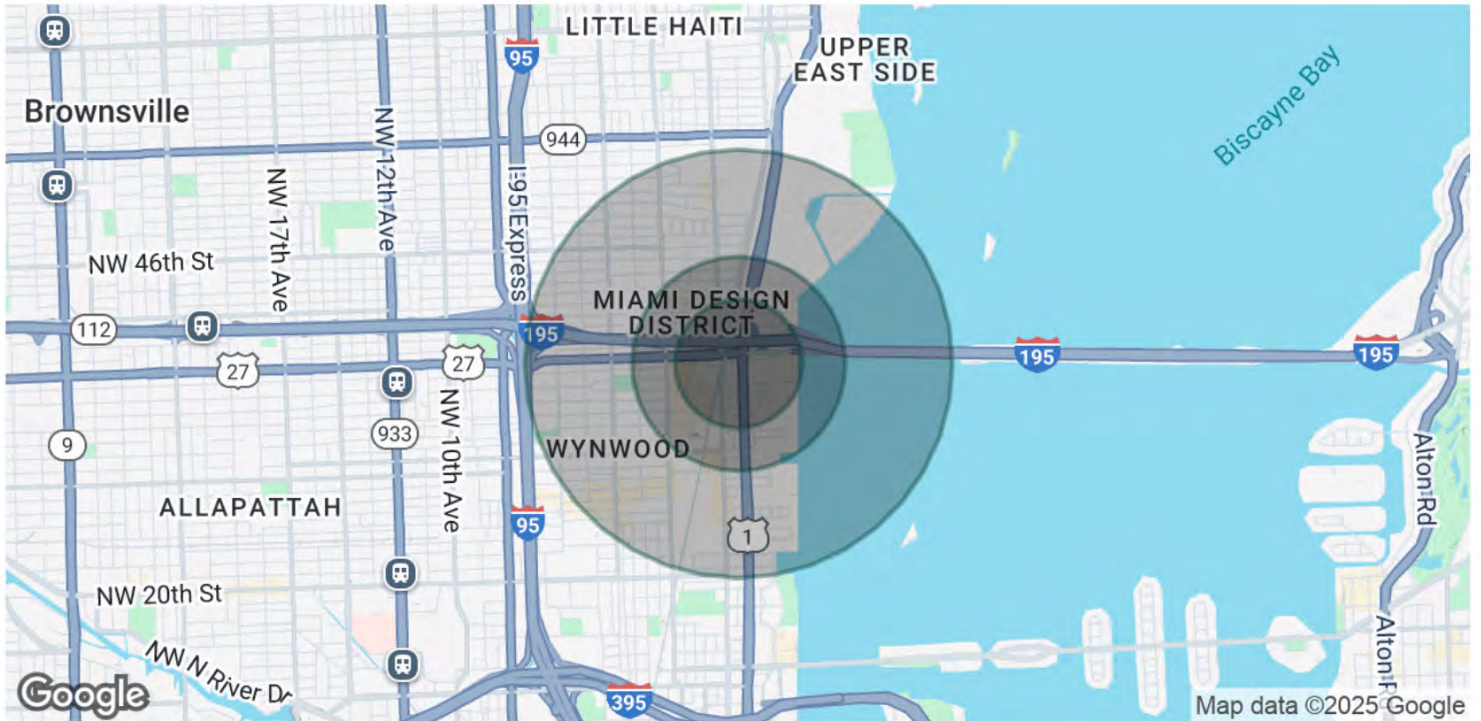 LITTLE HAITI
95
UPPER
EAST SIDE
Biscayne Bay
Brownsville
944
NW 12th Ave
NW 17th Ave
I-95 Express
NW 46th St
MIAMI DESIGN
DISTRICT
112
195
195
195
27
27
933
NW 10th Ave
9
WYNWOOD
ALLAPATTAH
95
1
Alton Rd
NW 20th St
NW N River Dr
Alton R
395
Google
Map data ©2025 Google